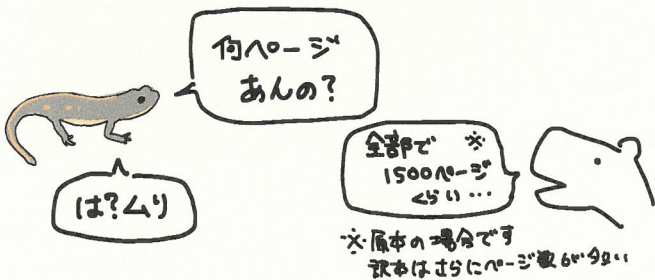 何ページ
あんの?
全部で※
1500ページ
くらい…
は?ムリ
※原本の場合です
訳本はさらにページ数が多い